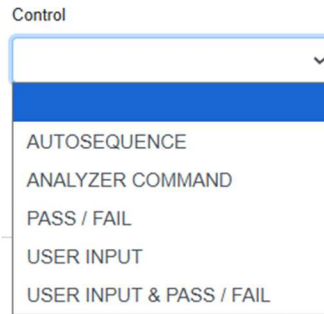 Control
AUTOSEQUENCE
ANALYZER COMMAND
PASS / FAIL
USER INPUT
USER INPUT & PASS / FAIL